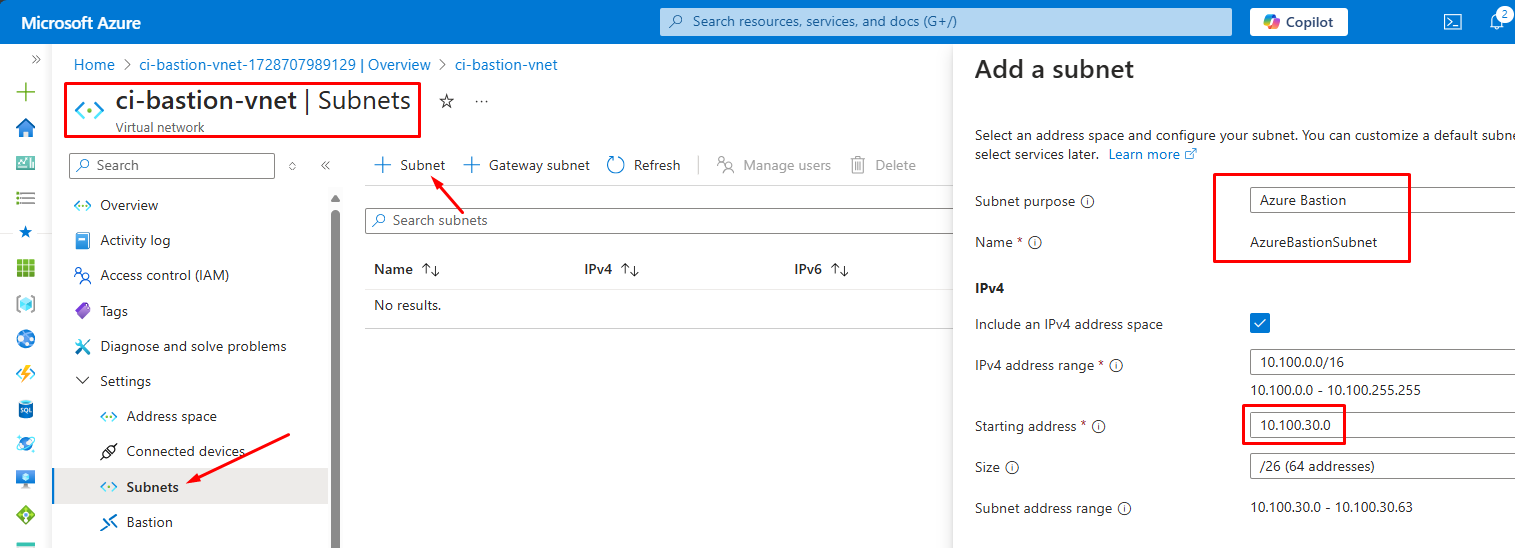 Microsoft Azure
Search resources, services, and docs (G+/)
Copilot
2
Home > ci-bastion-vnet-1728707989129 | Overview > ci-bastion-vnet
ci-bastion-vnet | Subnets
Virtual network
Search
Subnet
Gateway subnet
Refresh
Manage users
Delete
Search subnets
Name
IPv4
IPv6
No results.
Overview
Activity log
Access control (IAM)
Tags
Diagnose and solve problems
Settings
Address space
Connected devices
Subnets
Bastion
SQL
Add a subnet
Select an address space and configure your subnet. You can customize a default subne
select services later. Learn more
Subnet purpose
Azure Bastion
Name *
AzureBastionSubnet
IPv4
Include an IPv4 address space
IPv4 address range *
10.100.0.0/16
10.100.0.0 - 10.100.255.255
Starting address *
10.100.30.0
Size
/26 (64 addresses)
Subnet address range
10.100.30.0 - 10.100.30.63